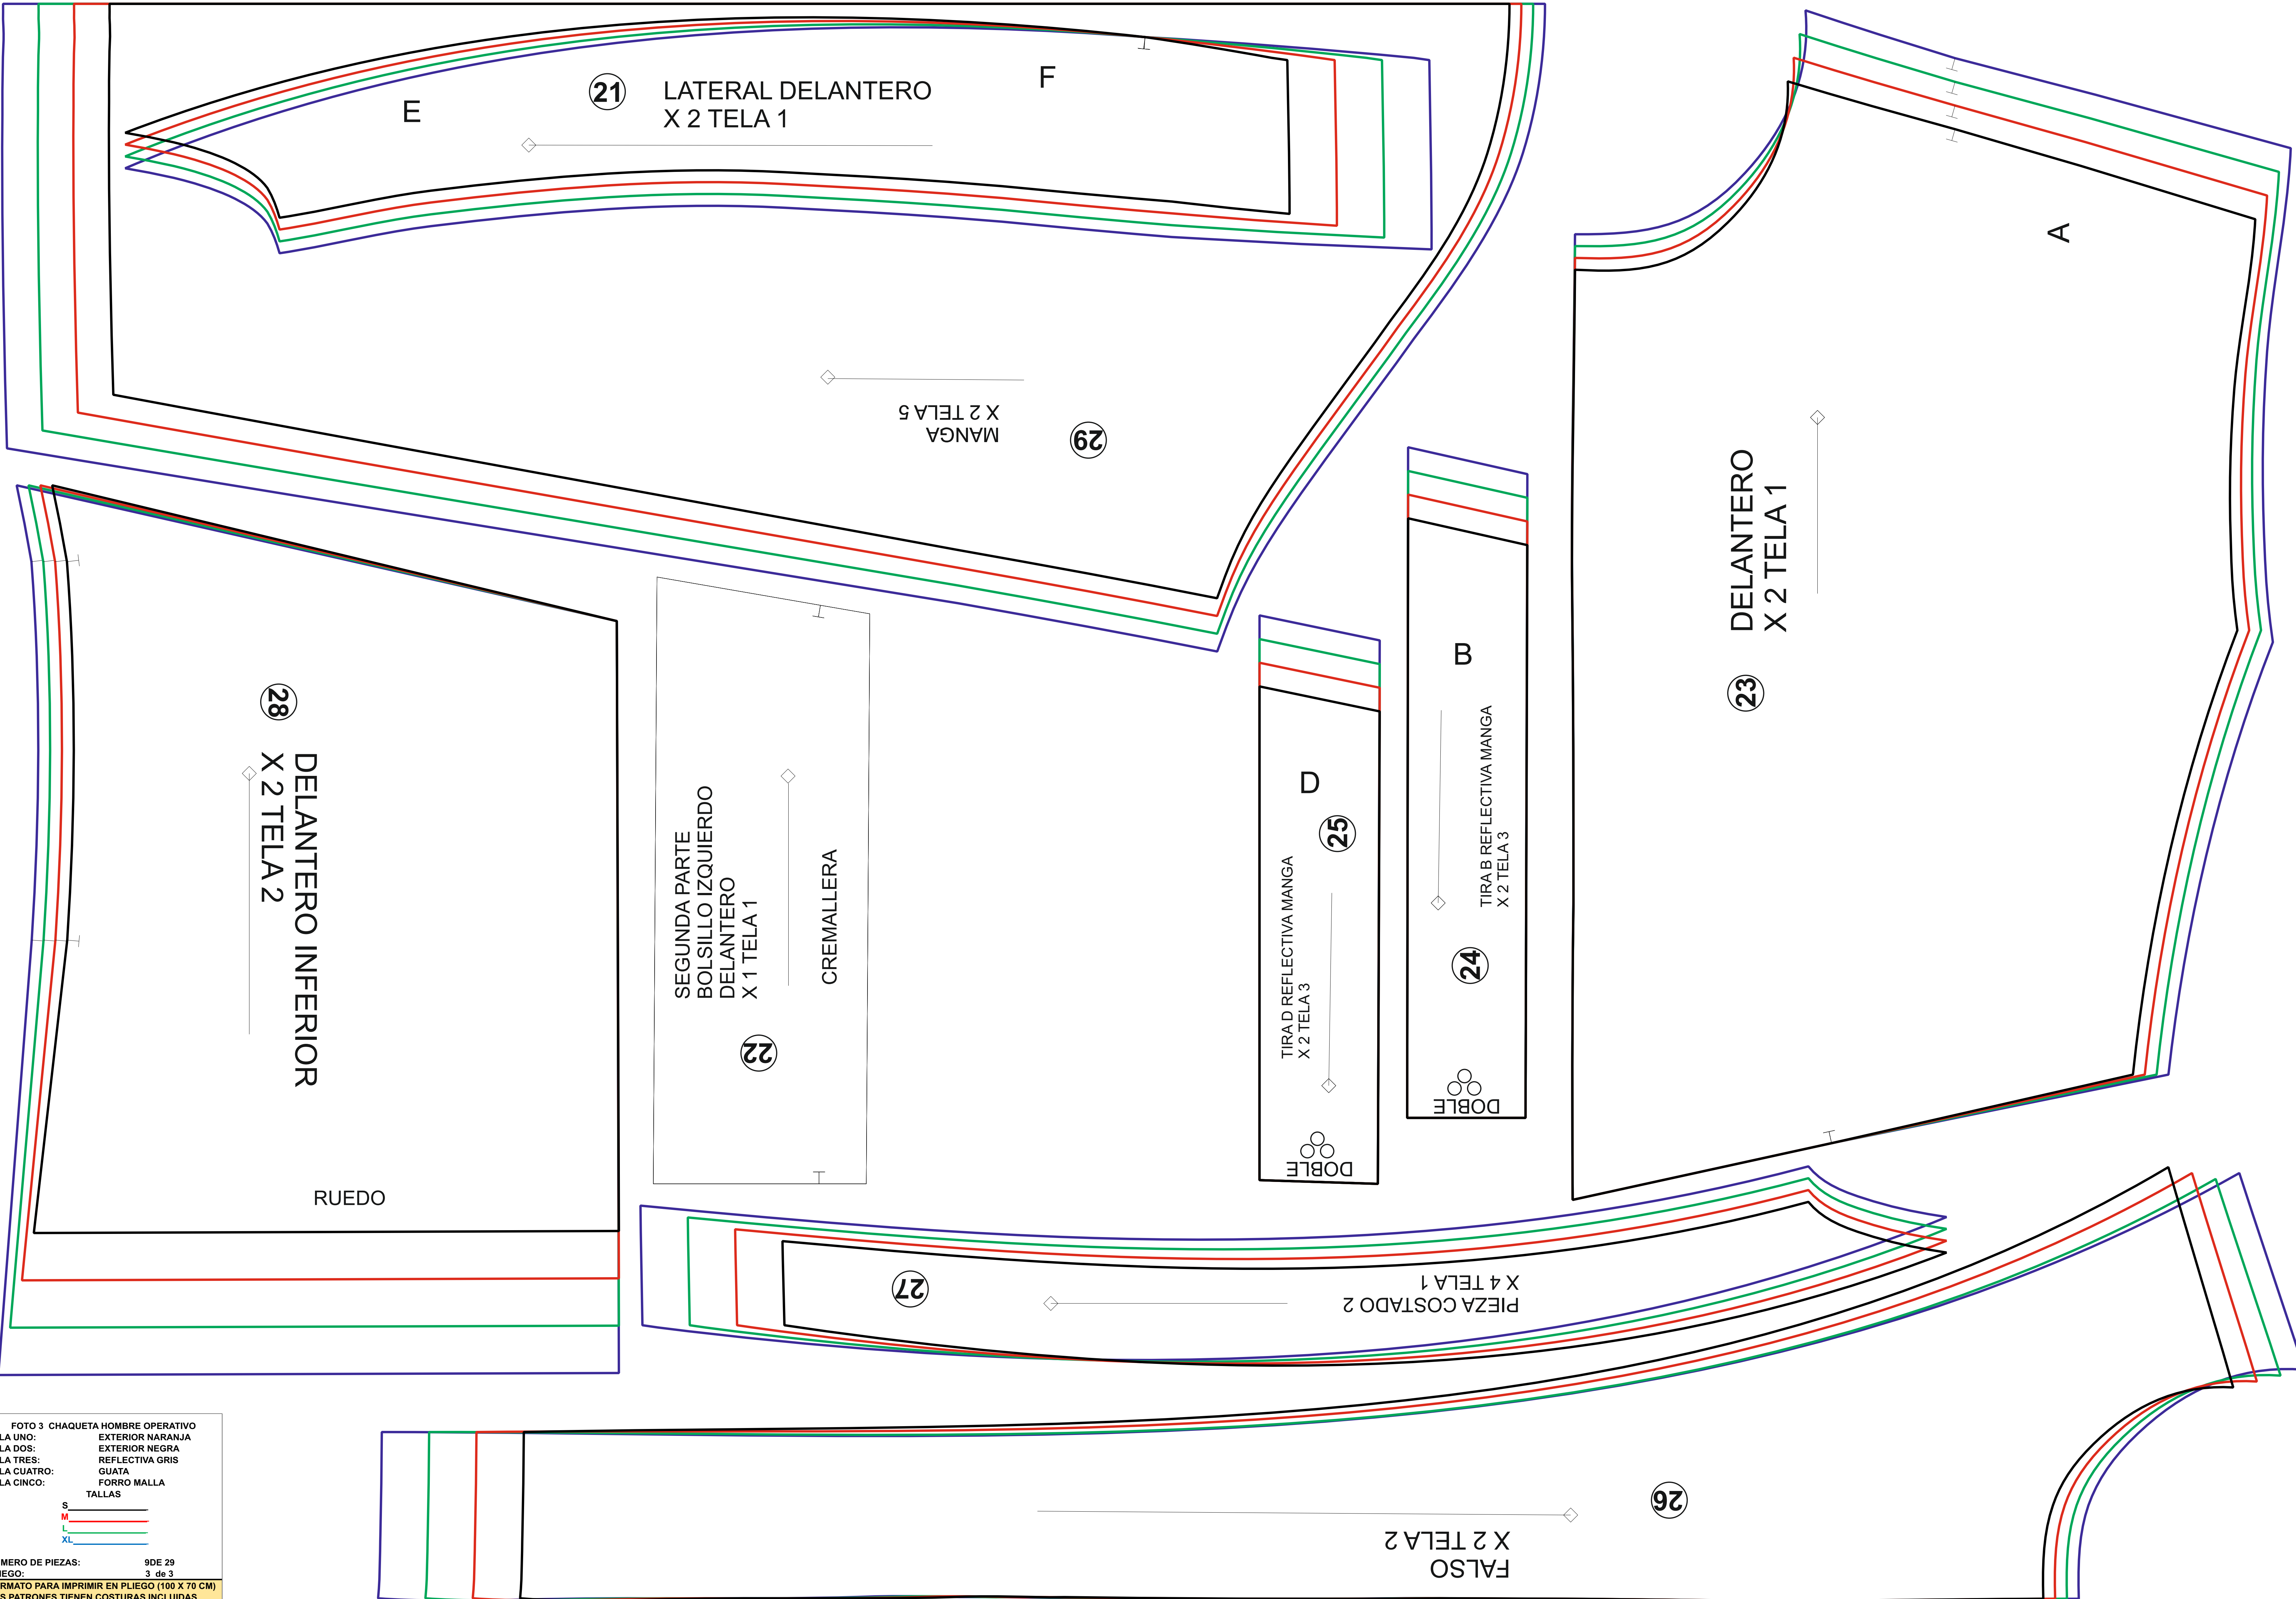 E
21
LATERAL DELANTERO
X 2 TELA 1
F
A
MANGA
X 2 TELA 5
29
DELANTERO
X 2 TELA 1
23
28
DELANTERO INFERIOR
X 2 TELA 2
RUEDO
SEGUNDA PARTE
BOLSILLO IZQUIERDO
DELANTERO
X 1 TELA 1
CREMALLERA
22
D
25
TIRA D REFLECTIVA MANGA
X 2 TELA 3
DOBLE
B
TIRA B REFLECTIVA MANGA
X 2 TELA 3
24
DOBLE
27
PIEZA COSTADO 2
X 4 TELA 1
26
FALSO
X 2 TELA 2
FOTO 3 CHAQUETA HOMBRE OPERATIVO
LA UNO: EXTERIOR NARANJA
LA DOS: EXTERIOR NEGRA
LA TRES: REFLECTIVA GRIS
LA CUATRO: GUATA
LA CINCO: FORRO MALLA
TALLAS
S
M
L
XL
MERO DE PIEZAS: 9DE 29
IEGO: 3 de 3
RMATO PARA IMPRIMIR EN PLIEGO (100 X 70 CM)
S PATRONES TIENEN COSTURAS INCLUIDAS